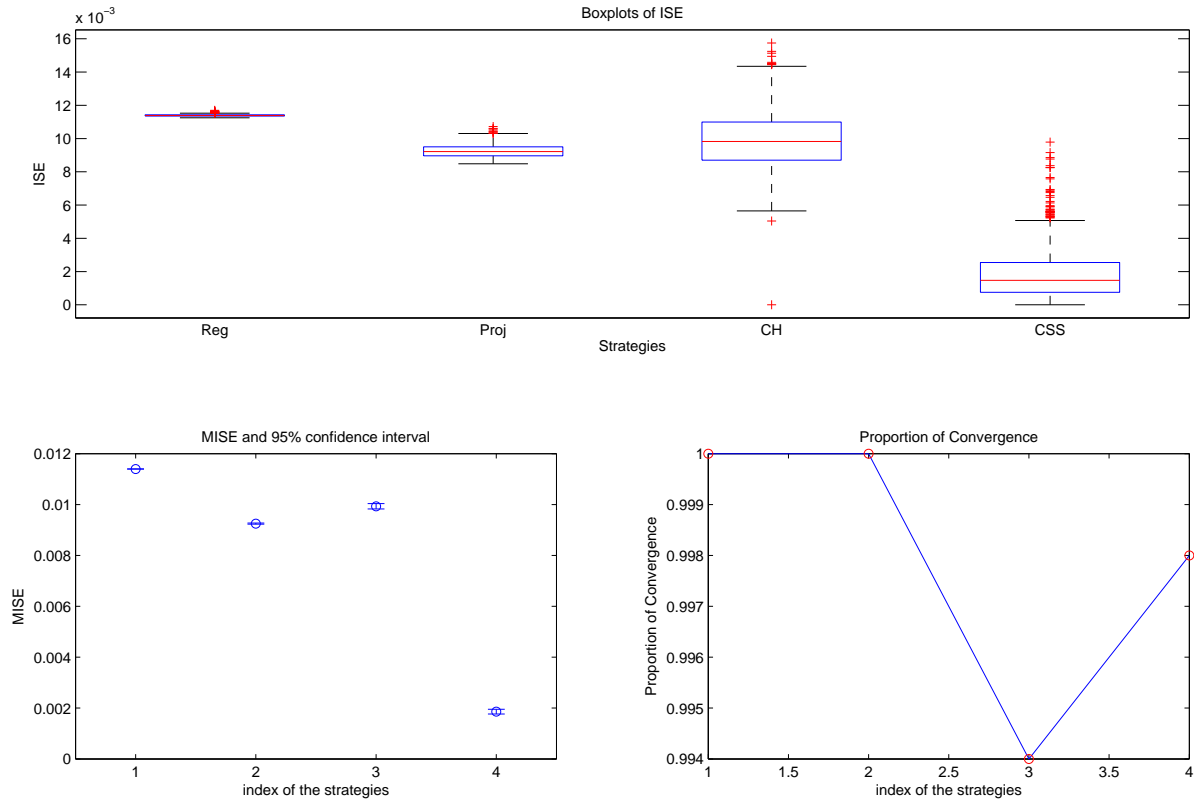 Boxplots of ISE
x 10−3
16
14
12
10
8
6
4
2
0
ISE
Reg
Proj
CH
CSS
Strategies
MISE and 95% confidence interval
0.012
0.01
0.008
0.006
0.004
0.002
0
MISE
1
2
3
4
index of the strategies
Proportion of Convergence
1
0.999
0.998
0.997
0.996
0.995
0.994
Proportion of Convergence
1
1.5
2
2.5
3
3.5
4
index of the strategies